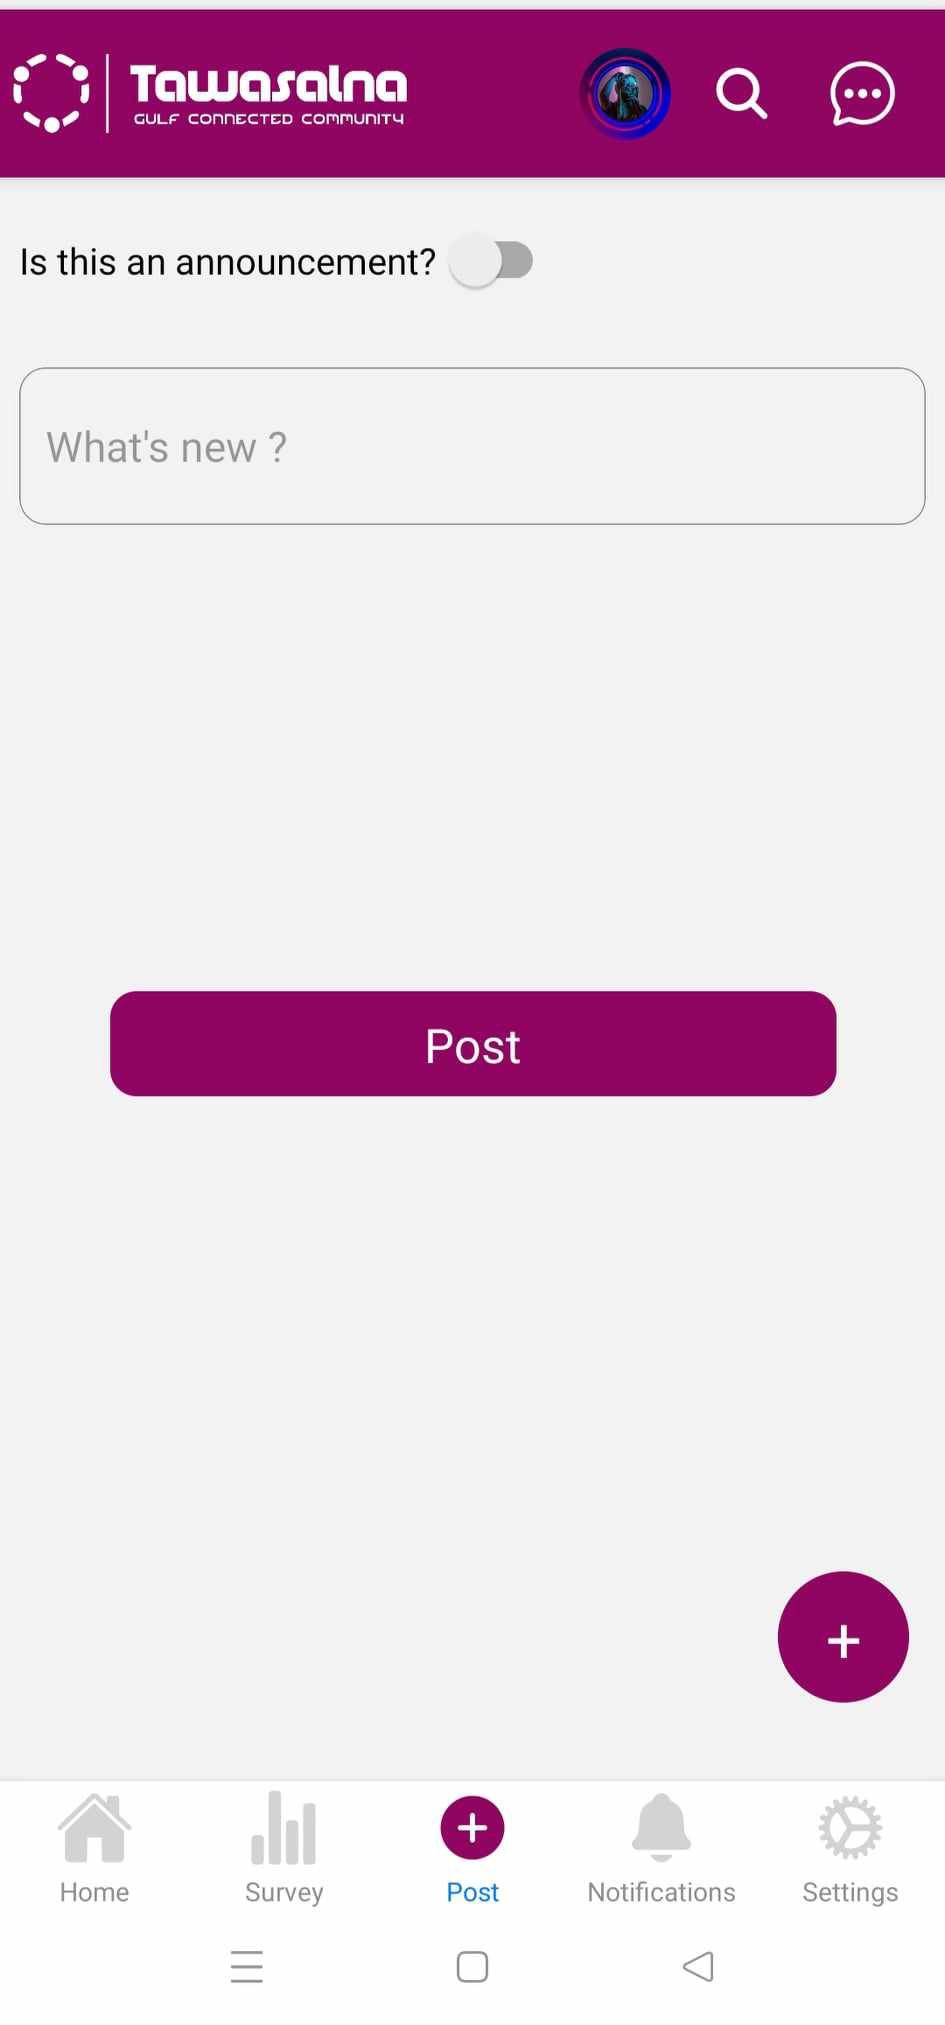 Tawasalna
GULF CONNECTED COMMUNITY
Is this an announcement?
What's new ?
Post
+
Home
Survey
Post
Notifications
Settings